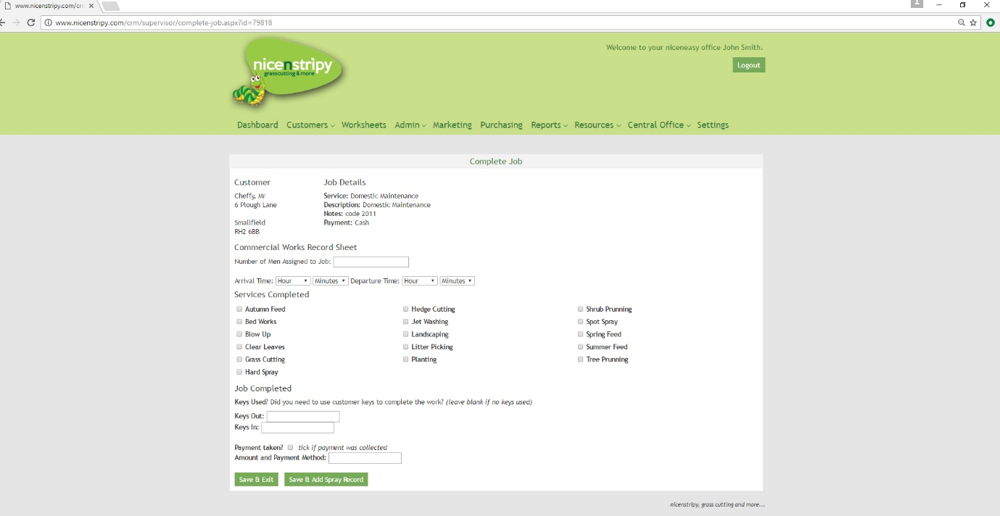 www.nicenstripy.com/crm
www.nicenstripy.com/crm/supervisor/complete-job.aspx?id=79818
nicenstripy
grasscutting & more
Welcome to your niceneasy office John Smith.
Logout
Dashboard Customers Worksheets Admin Marketing Purchasing Reports Resources Central Office Settings
Complete Job
Customer
Cheffy, Mr
6 Plough Lane
Smallfield
RH2 6BB
Job Details
Service: Domestic Maintenance
Description: Domestic Maintenance
Notes: code 2011
Payment: Cash
Commercial Works Record Sheet
Number of Men Assigned to Job:
Arrival Time: Hour Minutes Departure Time: Hour Minutes
Services Completed
Autumn Feed Hedge Cutting Shrub Prunning
Bed Works Jet Washing Spot Spray
Blow Up Landscaping Spring Feed
Clear Leaves Litter Picking Summer Feed
Grass Cutting Planting Tree Prunning
Hard Spray
Job Completed
Keys Used? Did you need to use customer keys to complete the work? (leave blank if no keys used)
Keys Out:
Keys In:
Payment taken? tick if payment was collected
Amount and Payment Method:
Save & Exit Save & Add Spray Record
nicenstripy, grass cutting and more...